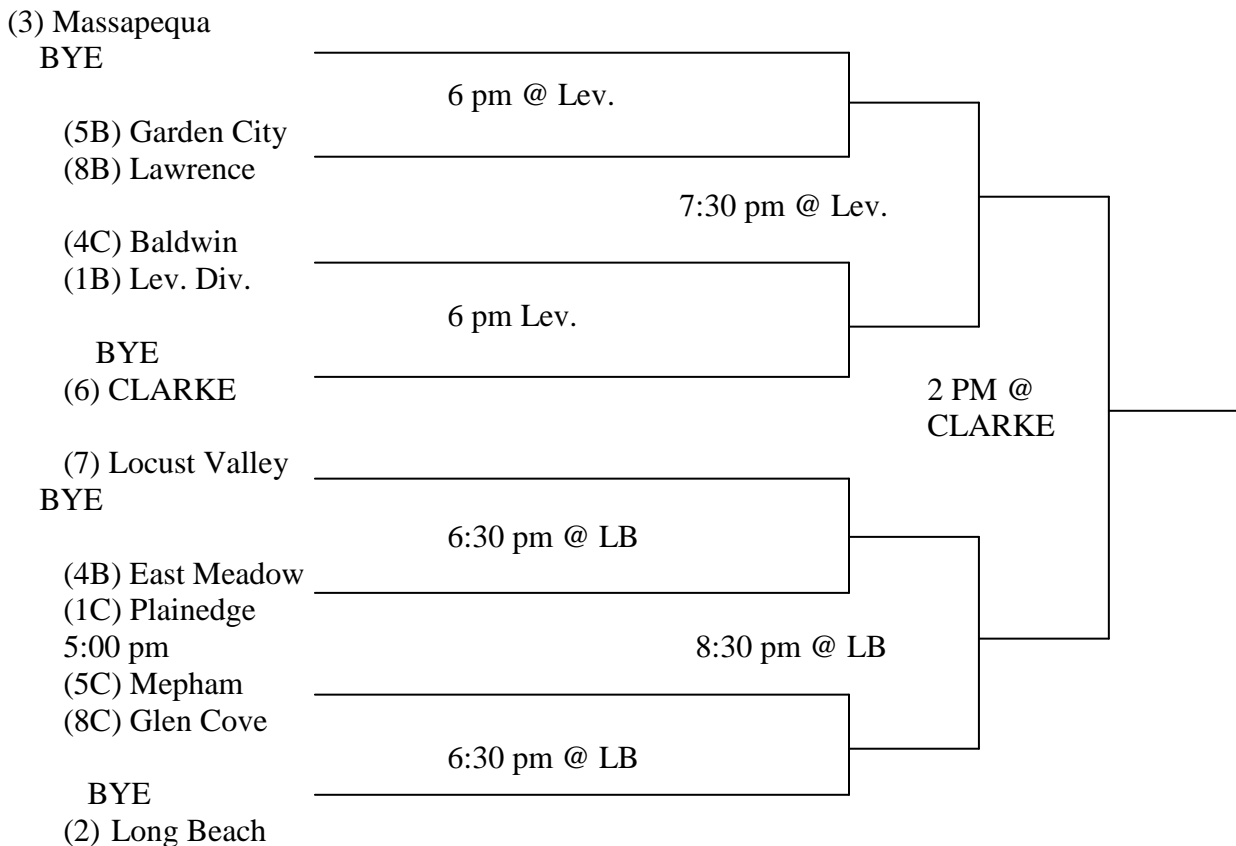 (3) Massapequa
BYE
6 pm @ Lev.
(5B) Garden City
(8B) Lawrence
7:30 pm @ Lev.
(4C) Baldwin
(1B) Lev. Div.
6 pm Lev.
BYE
(6) CLARKE
2 PM @
CLARKE
(7) Locust Valley
BYE
6:30 pm @ LB
(4B) East Meadow
(1C) Plainedge
5:00 pm
8:30 pm @ LB
(5C) Mepham
(8C) Glen Cove
6:30 pm @ LB
BYE
(2) Long Beach